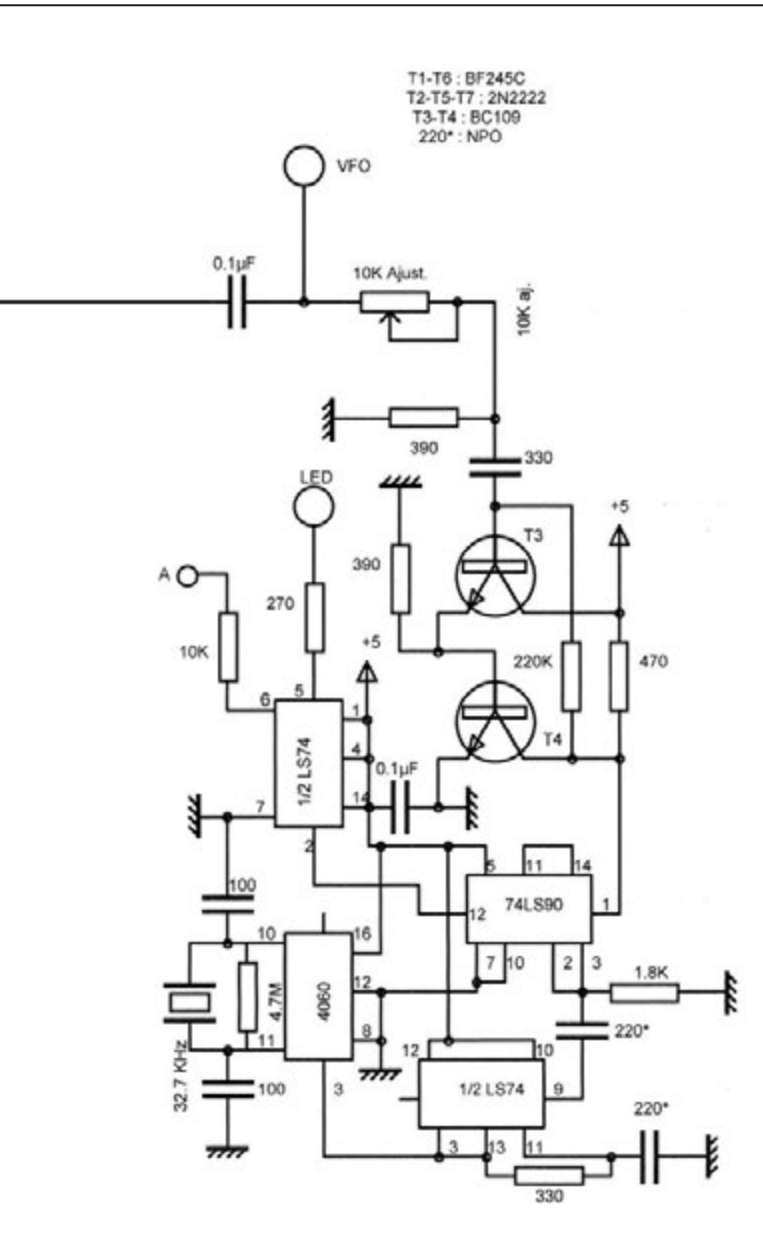 T1-T6 : BF245C
T2-T5-T7 : 2N2222
T3-T4 : BC109
220* : NPO
VFO
0.1µF
10K Ajust.
10K aj.
390
330
LED
+5
T3
A
390
270
10K
+5
220K
470
6
5
1
T4
4
1/2 LS74
0.1µF
14
7
2
5
11
14
100
74LS90
12
1
10
16
7
10
2
3
1.8K
4.7M
4060
12
220*
8
11
12
10
32.7 KHz
100
3
1/2 LS74
9
220*
3
13
11
330